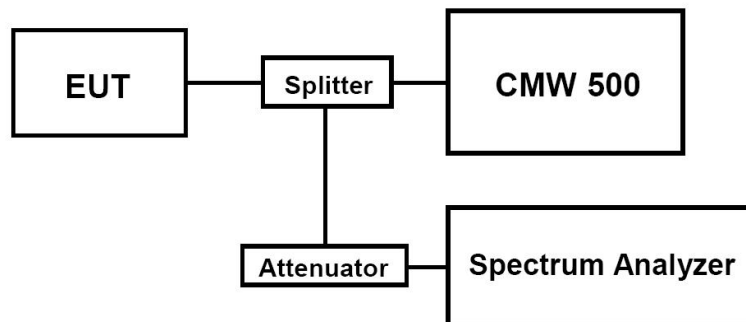 EUT
Splitter
CMW 500
Attenuator
Spectrum Analyzer